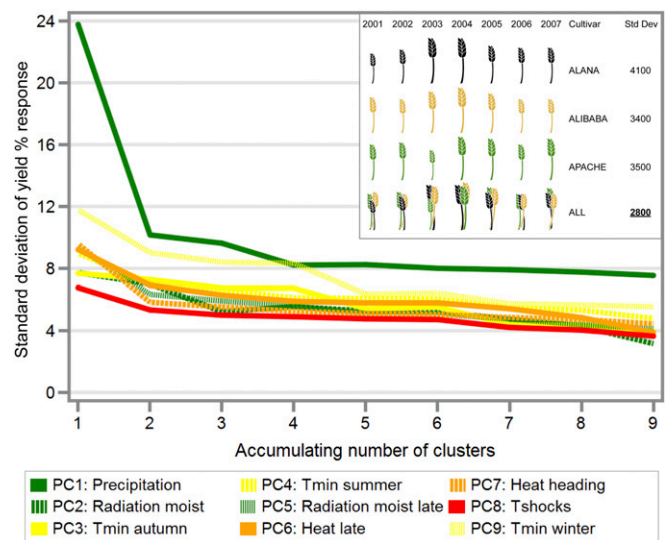 2001 2002 2003 2004 2005 2006 2007 Cultivar Std Dev
ALANA 4100
ALIBABA 3400
APACHE 3500
ALL 2800
Standard deviation of yield % response
24
20
16
12
8
4
0
1 2 3 4 5 6 7 8 9
Accumulating number of clusters
PC1: Precipitation PC4: Tmin summer PC7: Heat heading
PC2: Radiation moist PC5: Radiation moist late PC8: Tshocks
PC3: Tmin autumn PC6: Heat late PC9: Tmin winter